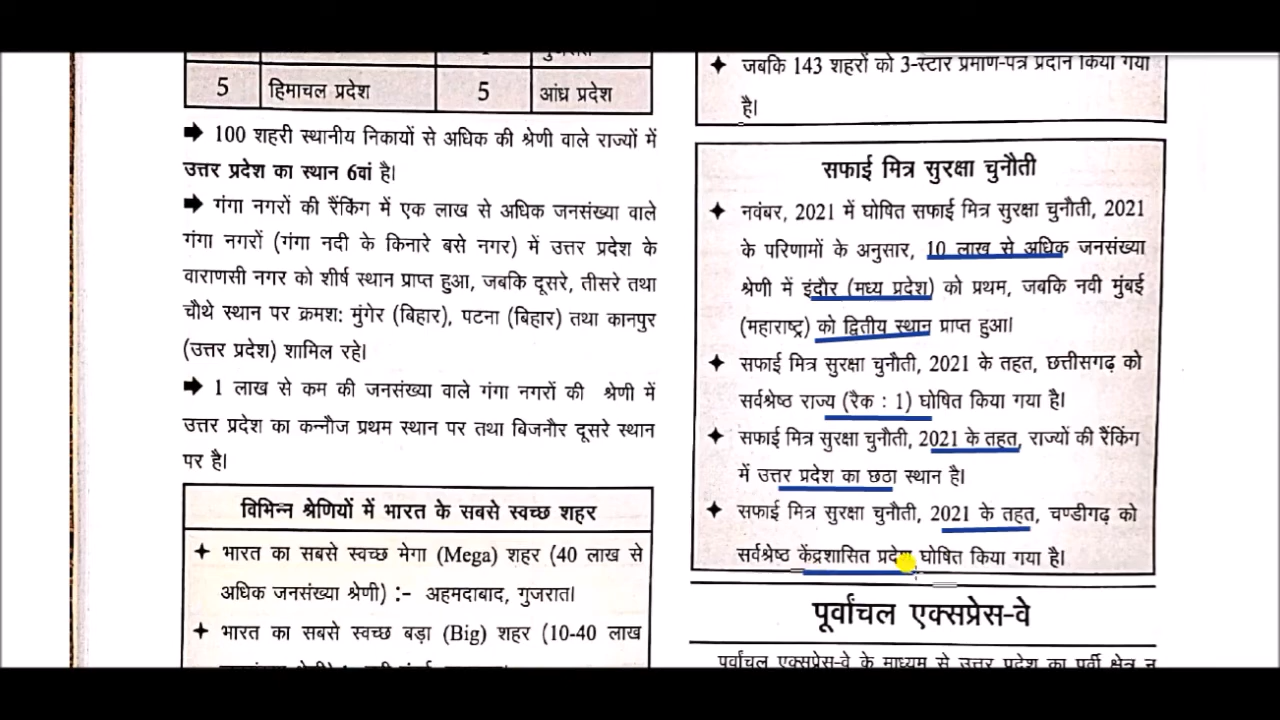 5 हिमाचल प्रदेश 5 आंध्र प्रदेश
➡ 100 शहरी स्थानीय निकायों से अधिक की श्रेणी वाले राज्यों में
उत्तर प्रदेश का स्थान 6वां है।
➡ गंगा नगरों की रैंकिंग में एक लाख से अधिक जनसंख्या वाले
गंगा नगरों (गंगा नदी के किनारे बसे नगर) में उत्तर प्रदेश के
वाराणसी नगर को शीर्ष स्थान प्राप्त हुआ, जबकि दूसरे, तीसरे तथा
चौथे स्थान पर क्रमश: मुंगेर (बिहार), पटना (बिहार) तथा कानपुर
(उत्तर प्रदेश) शामिल रहे।
➡ 1 लाख से कम की जनसंख्या वाले गंगा नगरों की श्रेणी में
उत्तर प्रदेश का कन्नौज प्रथम स्थान पर तथा बिजनौर दूसरे स्थान
पर है।
विभिन्न श्रेणियों में भारत के सबसे स्वच्छ शहर
✦ भारत का सबसे स्वच्छ मेगा (Mega) शहर (40 लाख से
अधिक जनसंख्या श्रेणी) :- अहमदाबाद, गुजरात।
✦ भारत का सबसे स्वच्छ बड़ा (Big) शहर (10-40 लाख
✦ जबकि 143 शहरों को 3-स्टार प्रमाण-पत्र प्रदान किया गया
है।
सफाई मित्र सुरक्षा चुनौती
✦ नवंबर, 2021 में घोषित सफाई मित्र सुरक्षा चुनौती, 2021
के परिणामों के अनुसार, 10 लाख से अधिक जनसंख्या
श्रेणी में इंदौर (मध्य प्रदेश) को प्रथम, जबकि नवी मुंबई
(महाराष्ट्र) को द्वितीय स्थान प्राप्त हुआ।
✦ सफाई मित्र सुरक्षा चुनौती, 2021 के तहत, छत्तीसगढ़ को
सर्वश्रेष्ठ राज्य (रैक : 1) घोषित किया गया है।
✦ सफाई मित्र सुरक्षा चुनौती, 2021 के तहत, राज्यों की रैंकिंग
में उत्तर प्रदेश का छठा स्थान है।
✦ सफाई मित्र सुरक्षा चुनौती, 2021 के तहत, चण्डीगढ़ को
सर्वश्रेष्ठ केंद्रशासित प्रदेश घोषित किया गया है।
पूर्वांचल एक्सप्रेस-वे
पूर्वांचल एक्सप्रेस-वे के माध्यम से उत्तर प्रदेश का पूर्वी क्षेत्र न